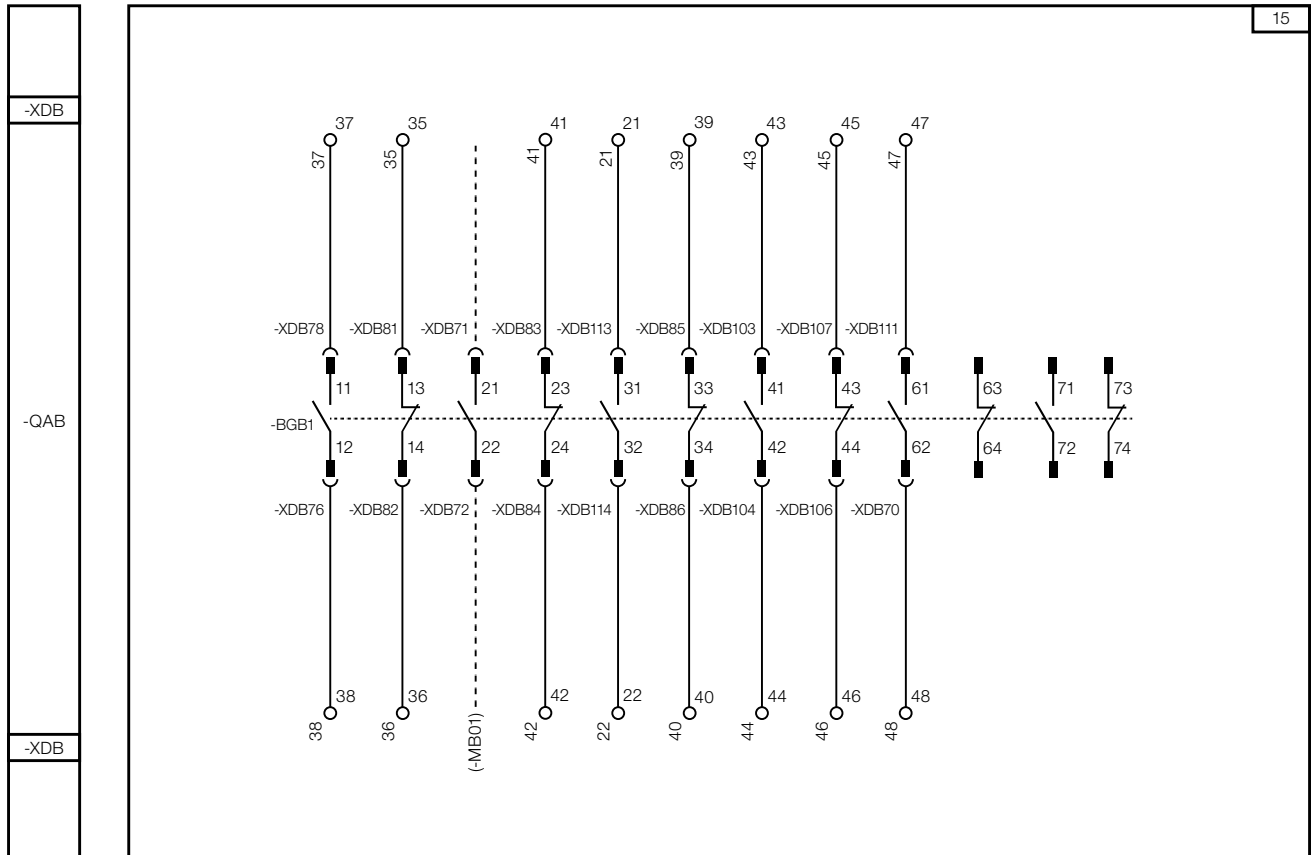 15
-XDB
37 35 41 21 39 43 45 47
37 35 41 21 39 43 45 47
-XDB78 -XDB81 -XDB71 -XDB83 -XDB113 -XDB85 -XDB103 -XDB107 -XDB111
11 13 21 23 31 33 41 43 61 63 71 73
-QAB
-BGB1
12 14 22 24 32 34 42 44 62 64 72 74
-XDB76 -XDB82 -XDB72 -XDB84 -XDB114 -XDB86 -XDB104 -XDB106 -XDB70
38 36 42 22 40 44 46 48
38 36 (-MB01) 42 22 40 44 46 48
-XDB